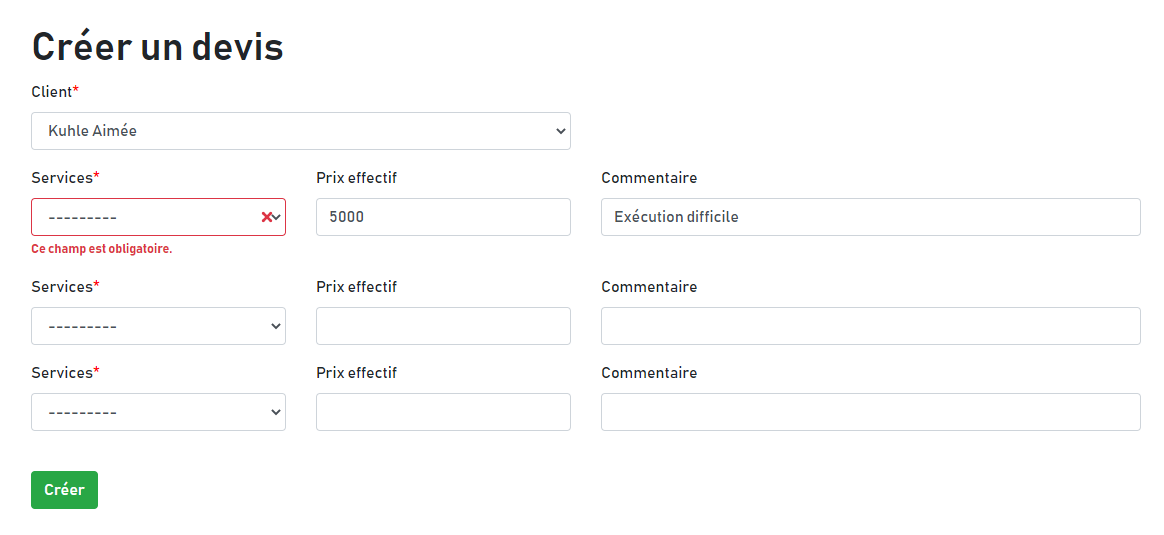 Créer un devis
Client*
Kuhle Aimée
Services* Prix effectif Commentaire
--------- 5000 Exécution difficile
Ce champ est obligatoire.
Services* Prix effectif Commentaire
---------
Services* Prix effectif Commentaire
---------
Créer